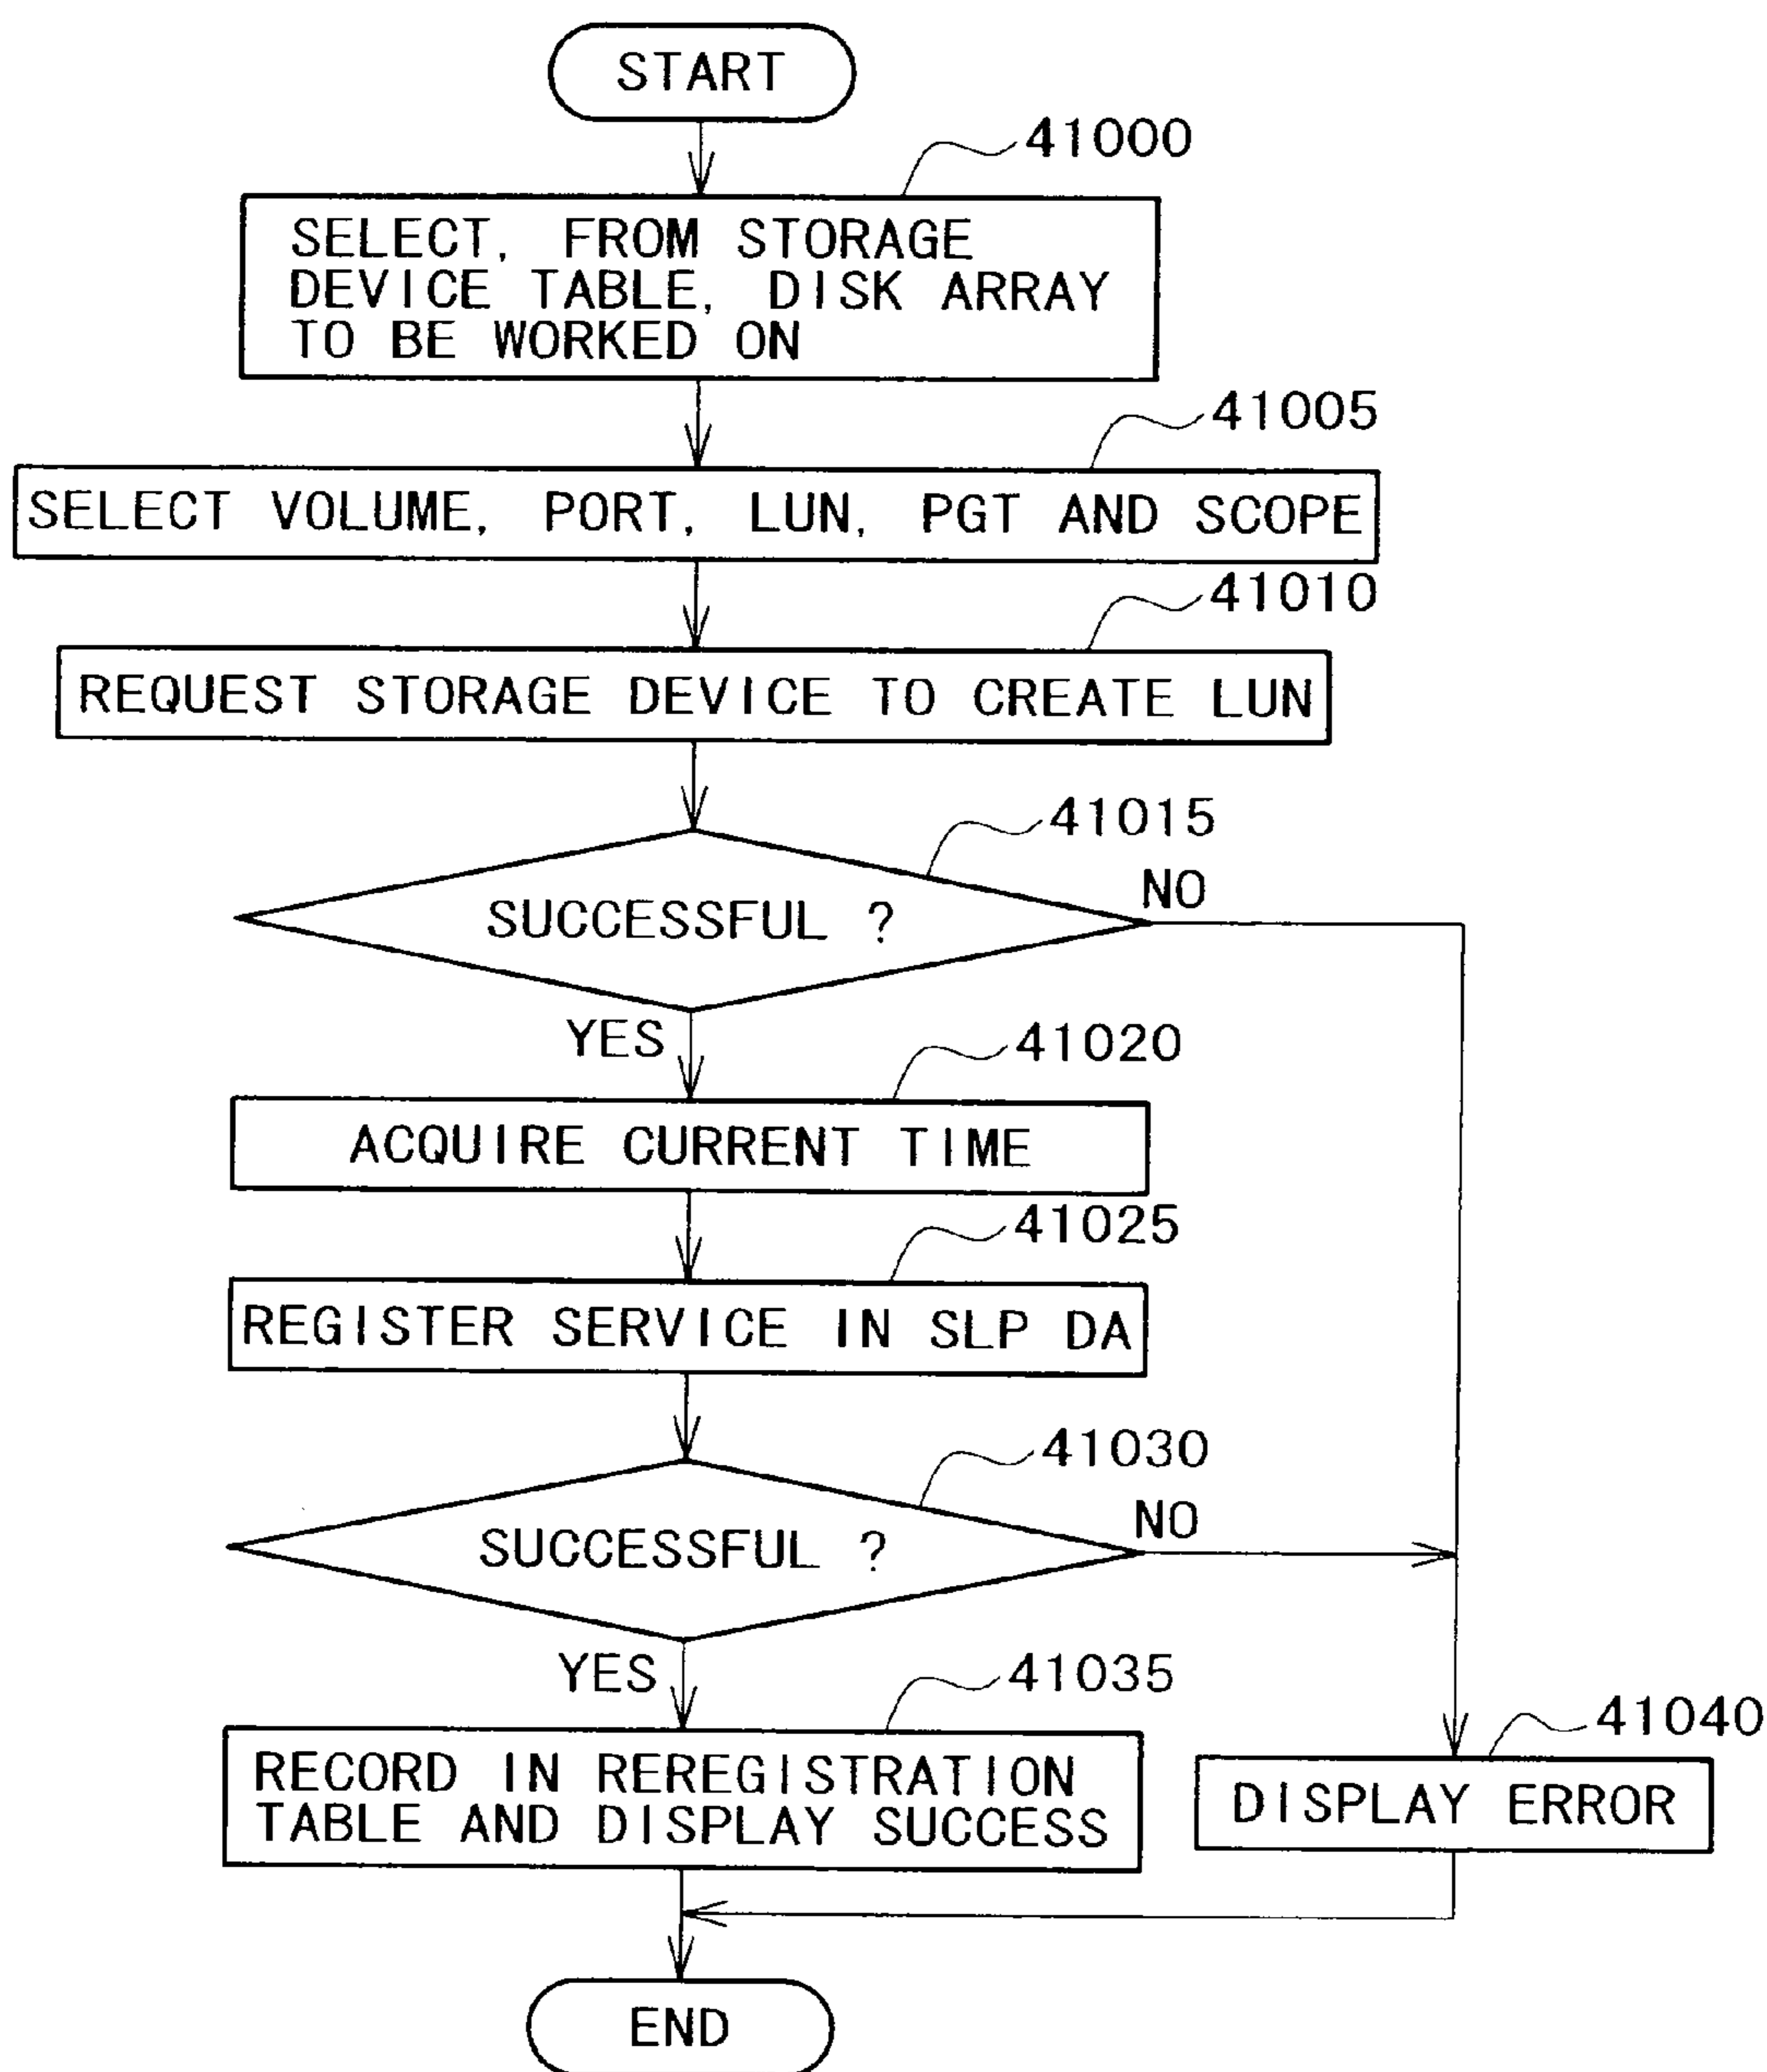 START
41000
SELECT, FROM STORAGE
DEVICE TABLE, DISK ARRAY
TO BE WORKED ON
41005
SELECT VOLUME, PORT, LUN, PGT AND SCOPE
41010
REQUEST STORAGE DEVICE TO CREATE LUN
41015
SUCCESSFUL ?
NO
YES
41020
ACQUIRE CURRENT TIME
41025
REGISTER SERVICE IN SLP DA
41030
SUCCESSFUL ?
NO
YES
41035
RECORD IN REREGISTRATION
TABLE AND DISPLAY SUCCESS
41040
DISPLAY ERROR
END